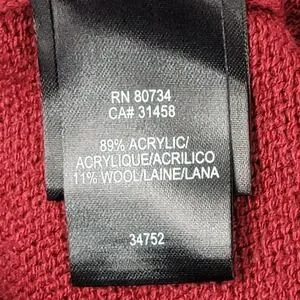 RN 80734
CA# 31458
89% ACRYLIC/
ACRYLIQUE/ACRILICO
11% WOOL/LAINE/LANA
34752